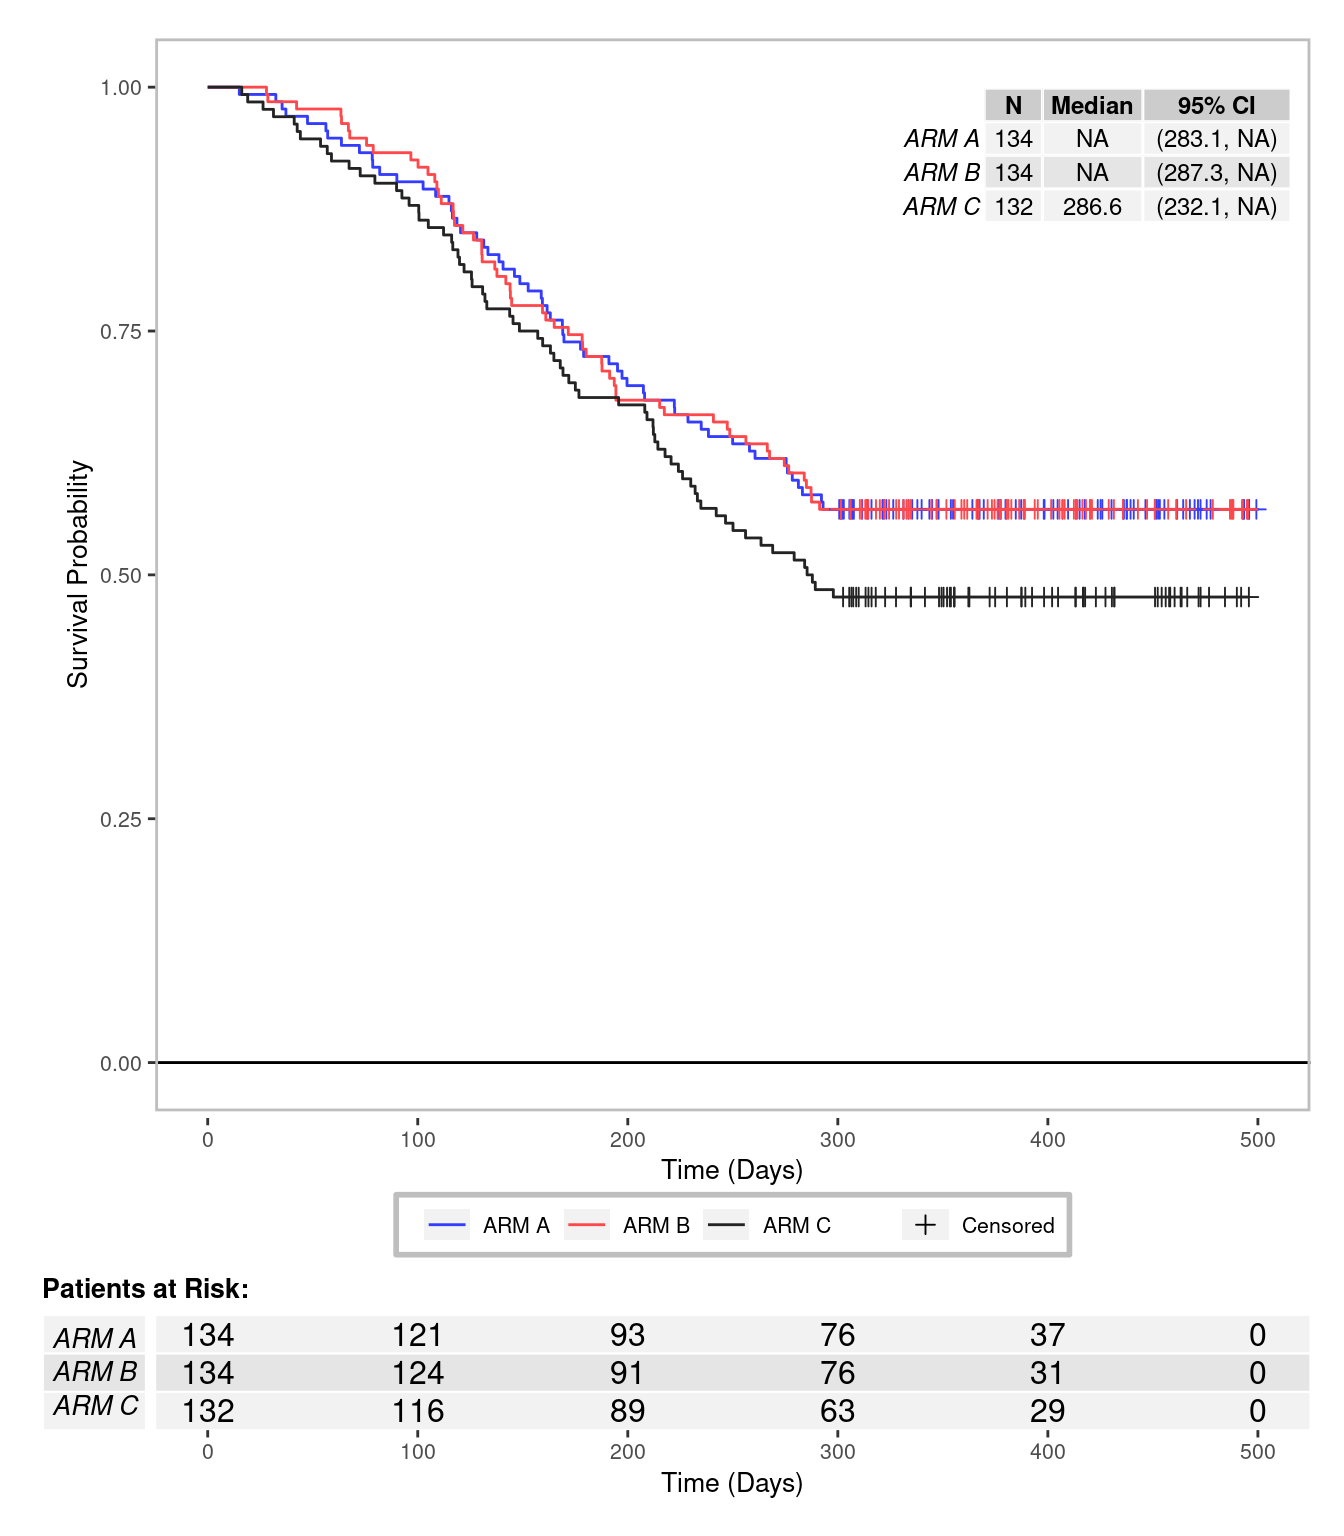 1.00
0.75
0.50
0.25
0.00
Survival Probability
N Median 95% CI
ARM A 134 NA (283.1, NA)
ARM B 134 NA (287.3, NA)
ARM C 132 286.6 (232.1, NA)
0 100 200 300 400 500
Time (Days)
ARM A ARM B ARM C Censored
Patients at Risk:
ARM A 134 121 93 76 37 0
ARM B 134 124 91 76 31 0
ARM C 132 116 89 63 29 0
0 100 200 300 400 500
Time (Days)